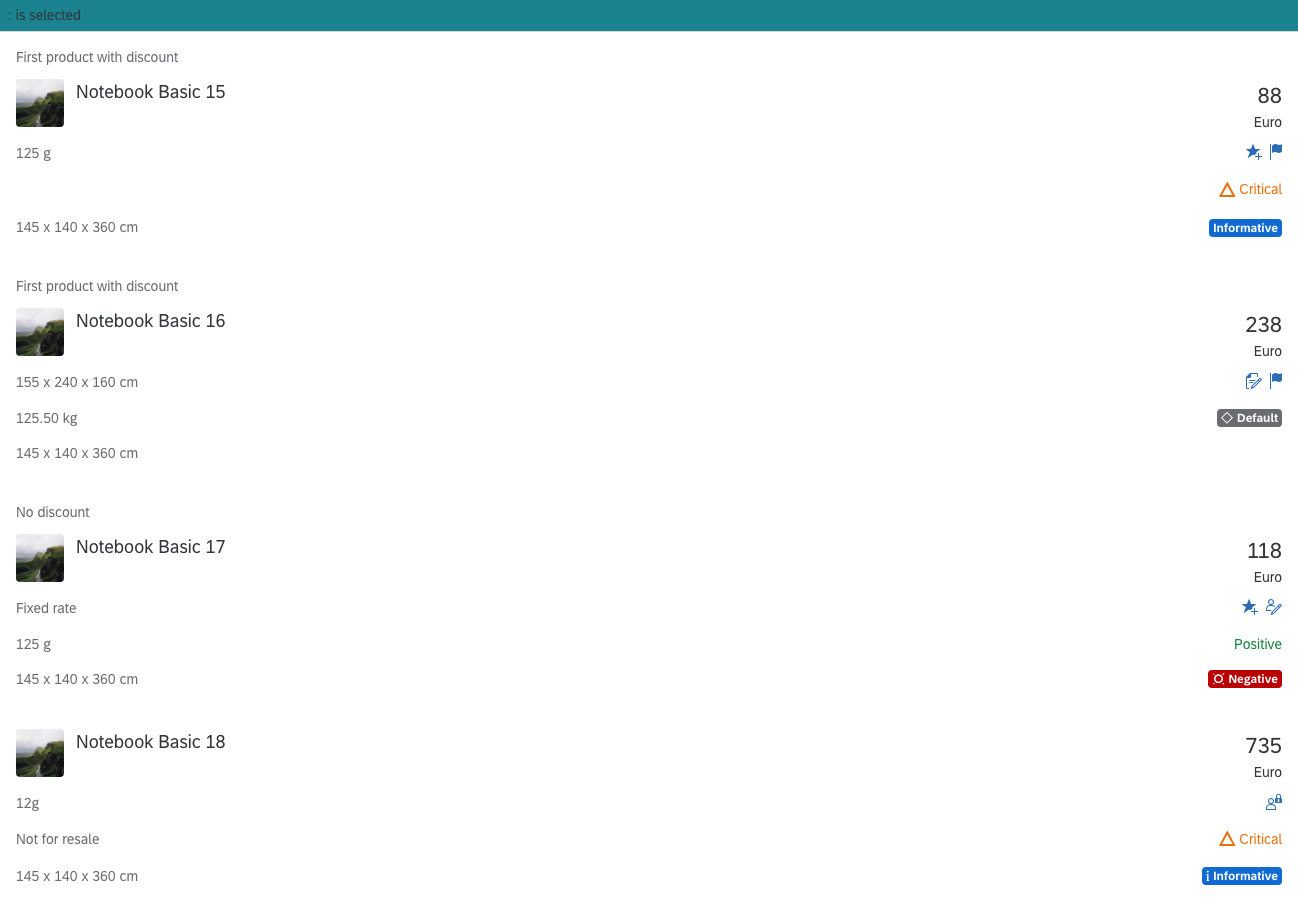 : is selected
First product with discount
Notebook Basic 15
88
Euro
125 g
Critical
145 x 140 x 360 cm
Informative
First product with discount
Notebook Basic 16
238
Euro
155 x 240 x 160 cm
125.50 kg
Default
145 x 140 x 360 cm
No discount
Notebook Basic 17
118
Euro
Fixed rate
125 g
Positive
145 x 140 x 360 cm
Negative
Notebook Basic 18
735
Euro
12g
Not for resale
Critical
145 x 140 x 360 cm
Informative